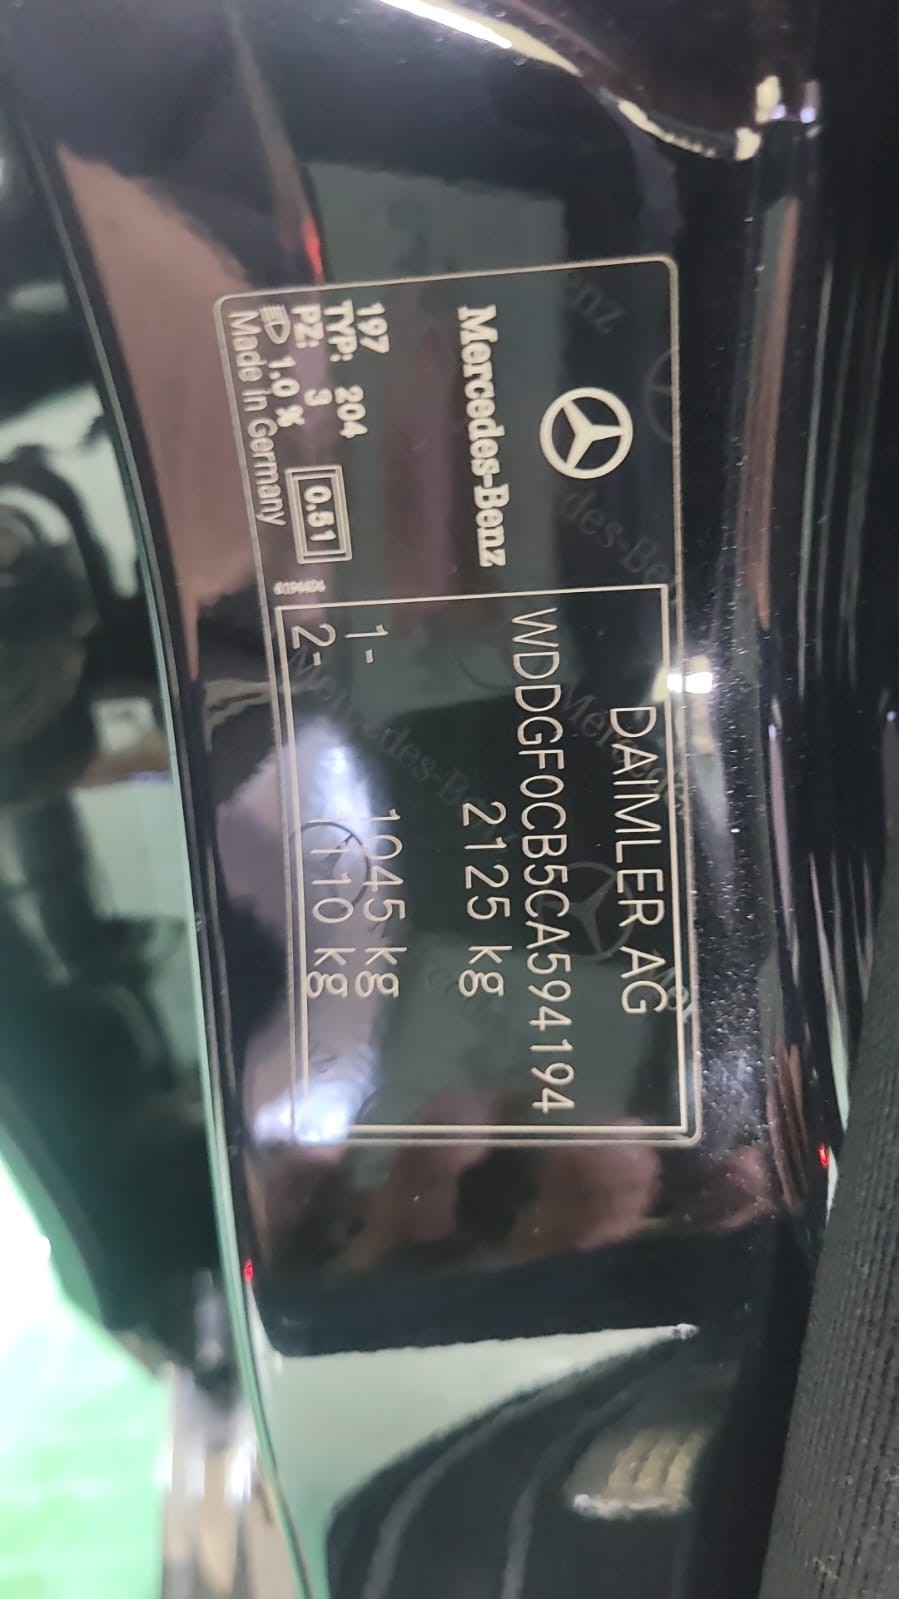 Mercedes-Benz
197
TYP: 204
PZ: 3
1.0 %
0.51
Made in Germany
DAIMLER AG
WDDGF0CB5CA594194
2125 kg
1- 1045 kg
2- 110 kg